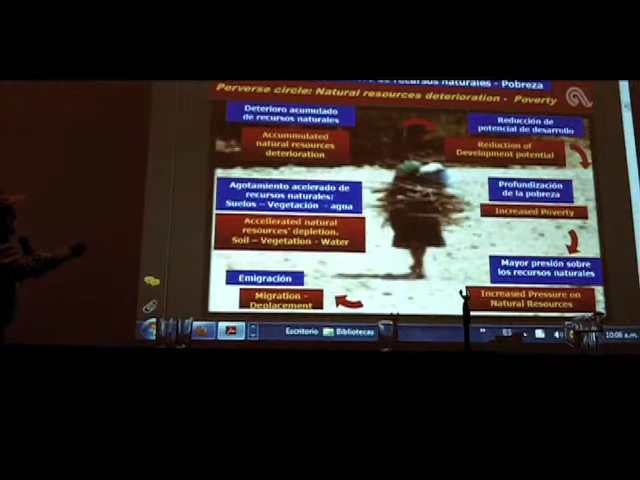 de recursos naturales - Pobreza
Perverse circle: Natural resources deterioration - Poverty
Deterioro acumulado
de recursos naturales
Accummulated
natural resources
deterioration
Reducción de
potencial de desarrollo
Reduction of
Development potential
Agotamiento acelerado de
recursos naturales:
Suelos - Vegetación - agua
Accellerated natural
resources' depletion.
Soil - Vegetation - Water
Profundización
de la pobreza
Increased Poverty
Emigración
Migration -
Deplacement
Mayor presión sobre
los recursos naturales
Increased Pressure on
Natural Resources
Escritorio
Bibliotecas
ES
10:06 a.m.